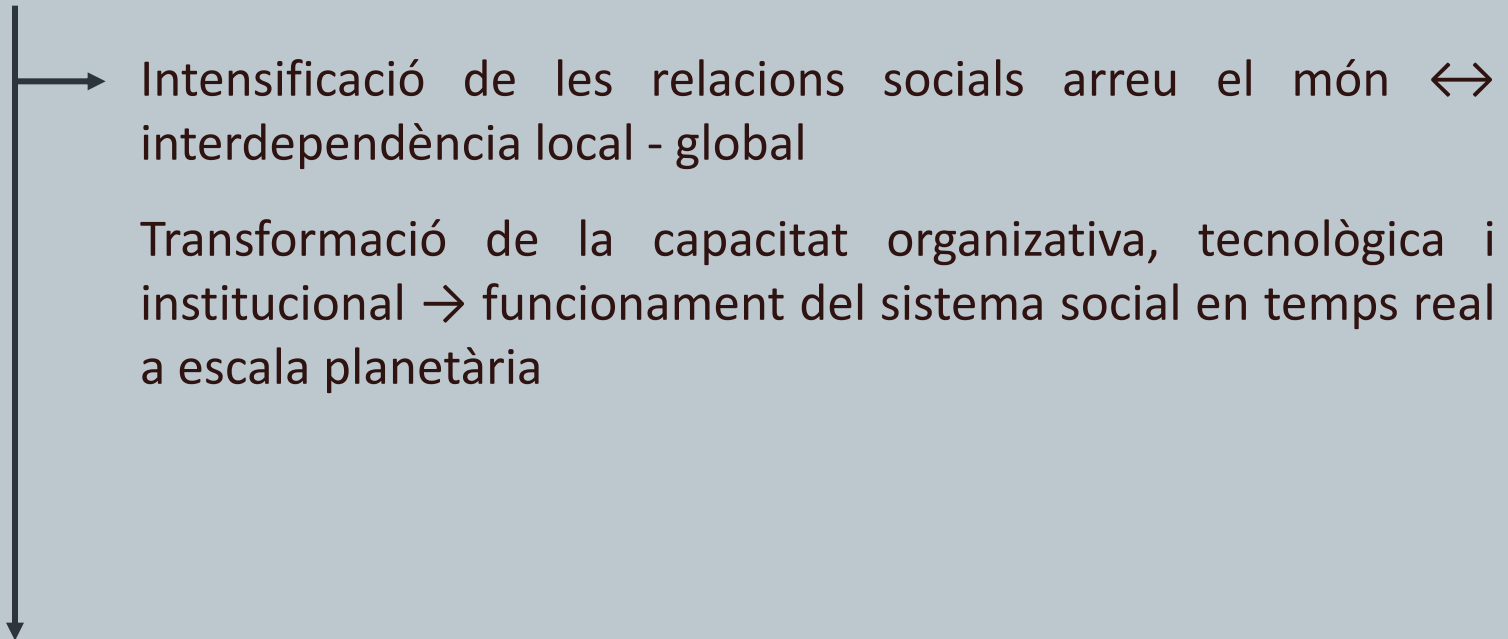 Intensificació de les relacions socials arreu el món ↔
interdependència local - global
Transformació de la capacitat organizativa, tecnològica i
institucional → funcionament del sistema social en temps real
a escala planetària